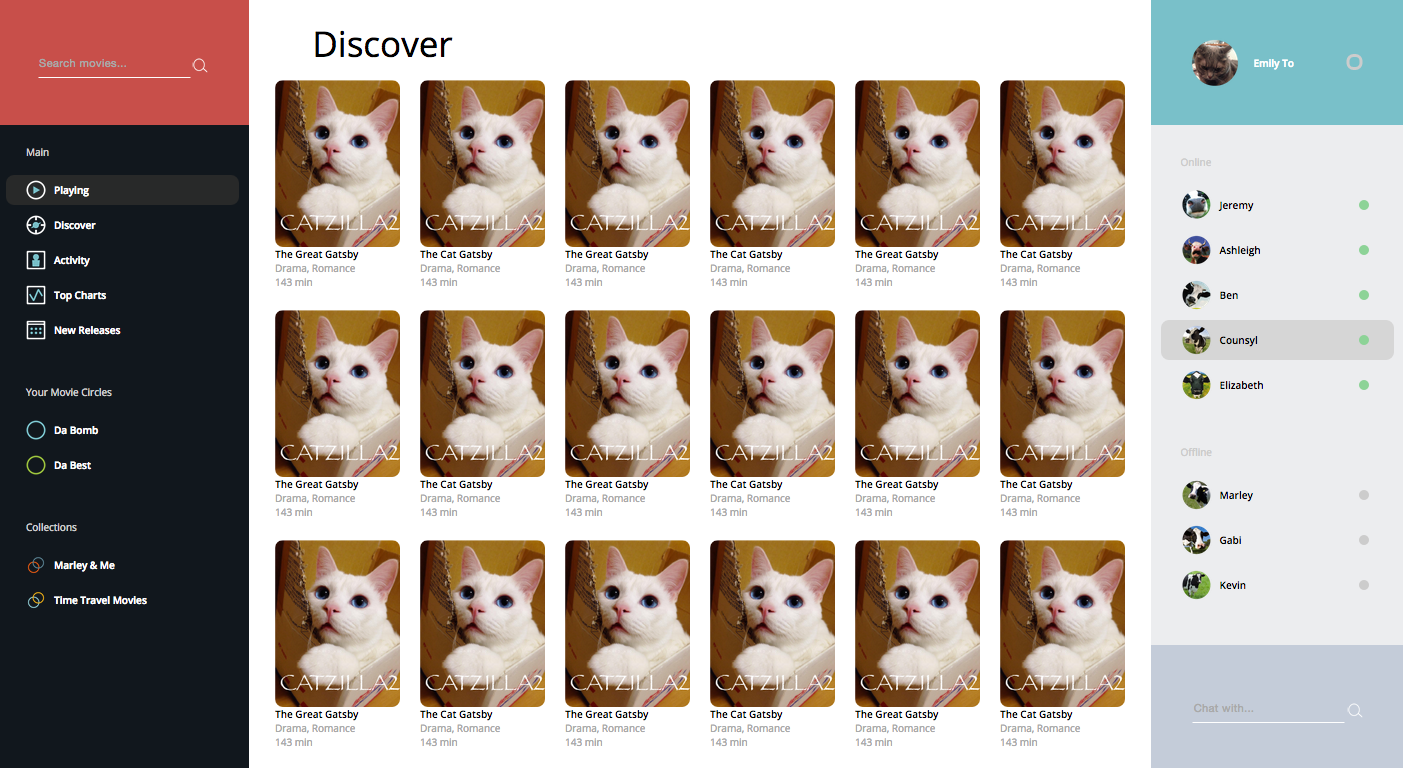 Search movies...
Main
Playing
Discover
Activity
Top Charts
New Releases
Your Movie Circles
Da Bomb
Da Best
Collections
Marley & Me
Time Travel Movies
Discover
CATZILLA2 CATZILLA2 CATZILLA2 CATZILLA2 CATZILLA2 CATZILLA2
The Great Gatsby The Cat Gatsby The Great Gatsby The Cat Gatsby The Great Gatsby The Cat Gatsby
Drama, Romance Drama, Romance Drama, Romance Drama, Romance Drama, Romance Drama, Romance
143 min 143 min 143 min 143 min 143 min 143 min
CATZILLA2 CATZILLA2 CATZILLA2 CATZILLA2 CATZILLA2 CATZILLA2
The Great Gatsby The Cat Gatsby The Great Gatsby The Cat Gatsby The Great Gatsby The Cat Gatsby
Drama, Romance Drama, Romance Drama, Romance Drama, Romance Drama, Romance Drama, Romance
143 min 143 min 143 min 143 min 143 min 143 min
CATZILLA2 CATZILLA2 CATZILLA2 CATZILLA2 CATZILLA2 CATZILLA2
The Great Gatsby The Cat Gatsby The Great Gatsby The Cat Gatsby The Great Gatsby The Cat Gatsby
Drama, Romance Drama, Romance Drama, Romance Drama, Romance Drama, Romance Drama, Romance
143 min 143 min 143 min 143 min 143 min 143 min
Emily To
Online
Jeremy
Ashleigh
Ben
Counsyl
Elizabeth
Offline
Marley
Gabi
Kevin
Chat with...